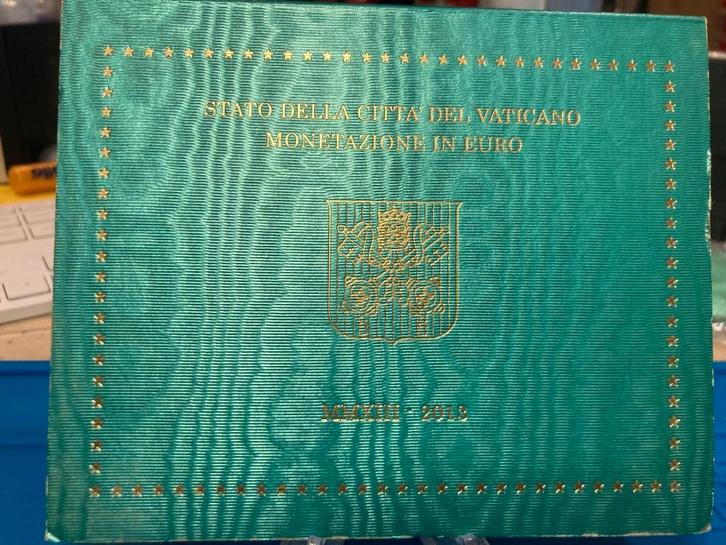 STATO DELLA CITTA' DEL VATICANO
MONETAZIONE IN EURO
MMXIII - 2013